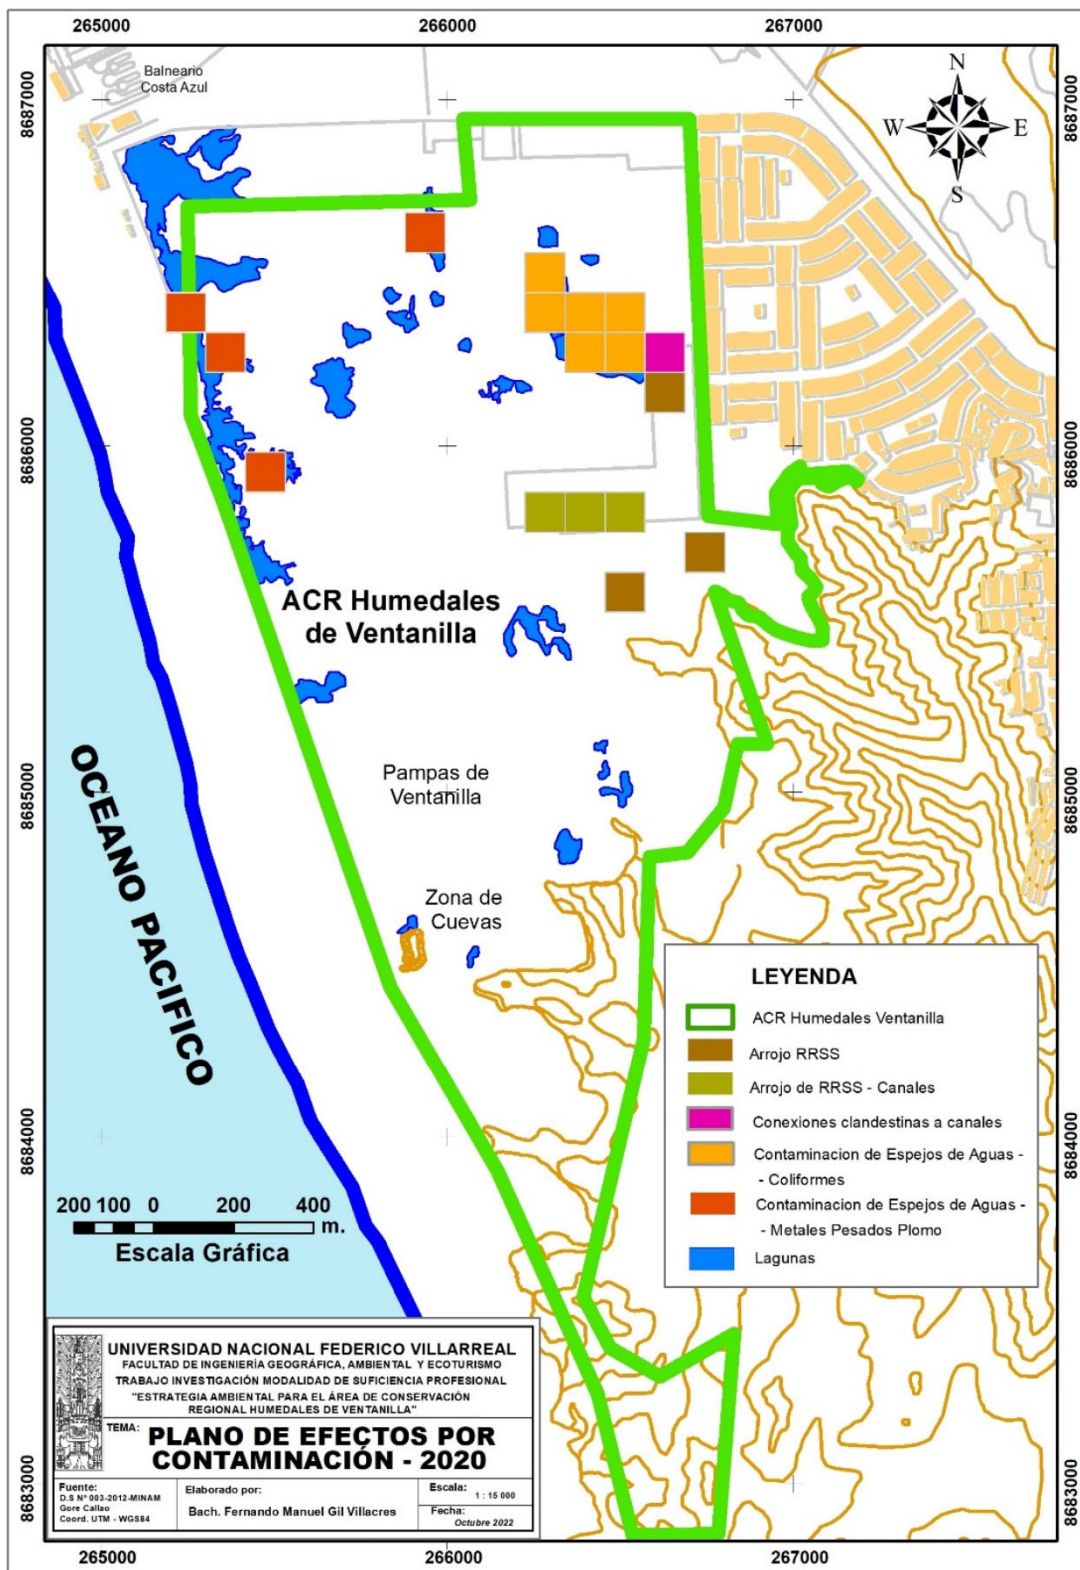 265000
266000
267000
8687000
8687000
Balneario
Costa Azul
N
W
E
S
8686000
8686000
ACR Humedales
de Ventanilla
Pampas de
Ventanilla
8685000
8685000
OCEANO PACIFICO
Zona de
Cuevas
LEYENDA
ACR Humedales Ventanilla
Arrojo RRSS
Arrojo de RRSS - Canales
Conexiones clandestinas a canales
Contaminacion de Espejos de Aguas -
- Coliformes
Contaminacion de Espejos de Aguas -
- Metales Pesados Plomo
Lagunas
8684000
8684000
200 100 0 200 400 m.
Escala Gráfica
UNIVERSIDAD NACIONAL FEDERICO VILLARREAL
FACULTAD DE INGENIERÍA GEOGRÁFICA, AMBIENTAL Y ECOTURISMO
TRABAJO INVESTIGACIÓN MODALIDAD DE SUFICIENCIA PROFESIONAL
"ESTRATEGIA AMBIENTAL PARA EL ÁREA DE CONSERVACIÓN
REGIONAL HUMEDALES DE VENTANILLA"
TEMA:
PLANO DE EFECTOS POR
CONTAMINACIÓN - 2020
Fuente:
D.S Nº 003-2012-MINAM
Gore Callao
Coord. UTM - WGS84
Elaborado por:
Bach. Fernando Manuel Gil Villacres
Escala:
1 : 15 000
Fecha:
Octubre 2022
8683000
8683000
265000
266000
267000